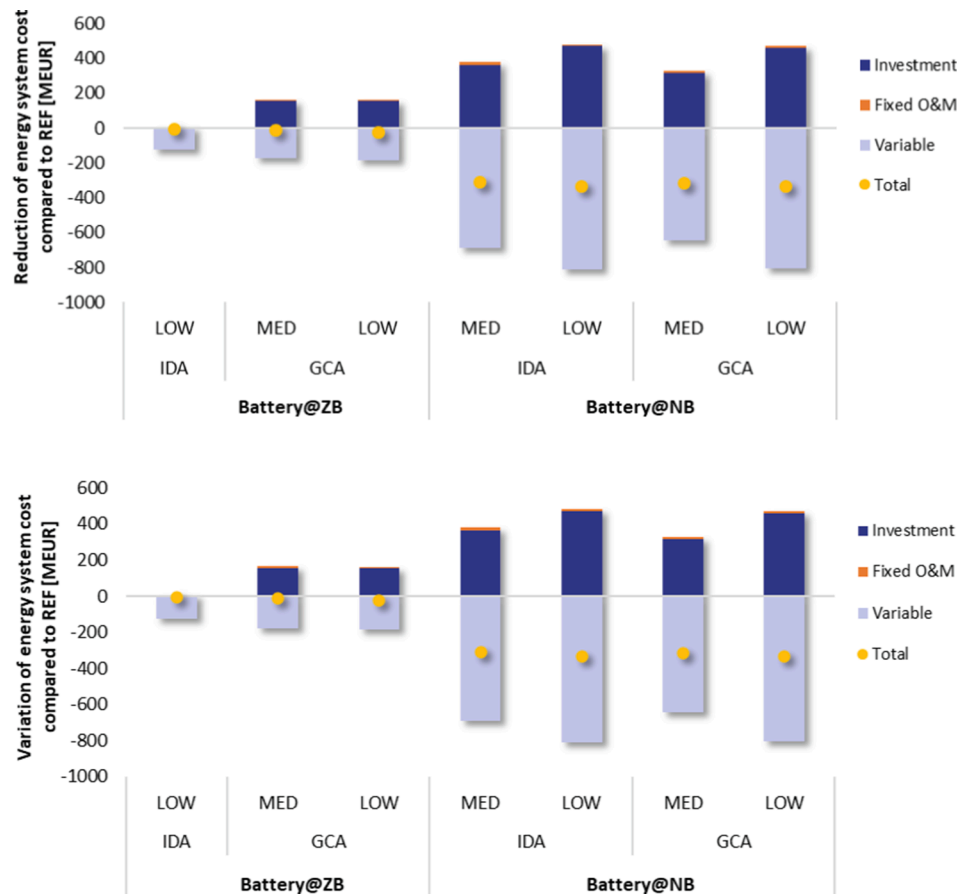 Reduction of energy system cost
compared to REF [MEUR]
600
400
200
0
-200
-400
-600
-800
-1000
Investment
Fixed O&M
Variable
Total
LOW MED LOW MED LOW MED LOW
IDA GCA IDA GCA
Battery@ZB Battery@NB
Variation of energy system cost
compared to REF [MEUR]
600
400
200
0
-200
-400
-600
-800
-1000
Investment
Fixed O&M
Variable
Total
LOW MED LOW MED LOW MED LOW
IDA GCA IDA GCA
Battery@ZB Battery@NB